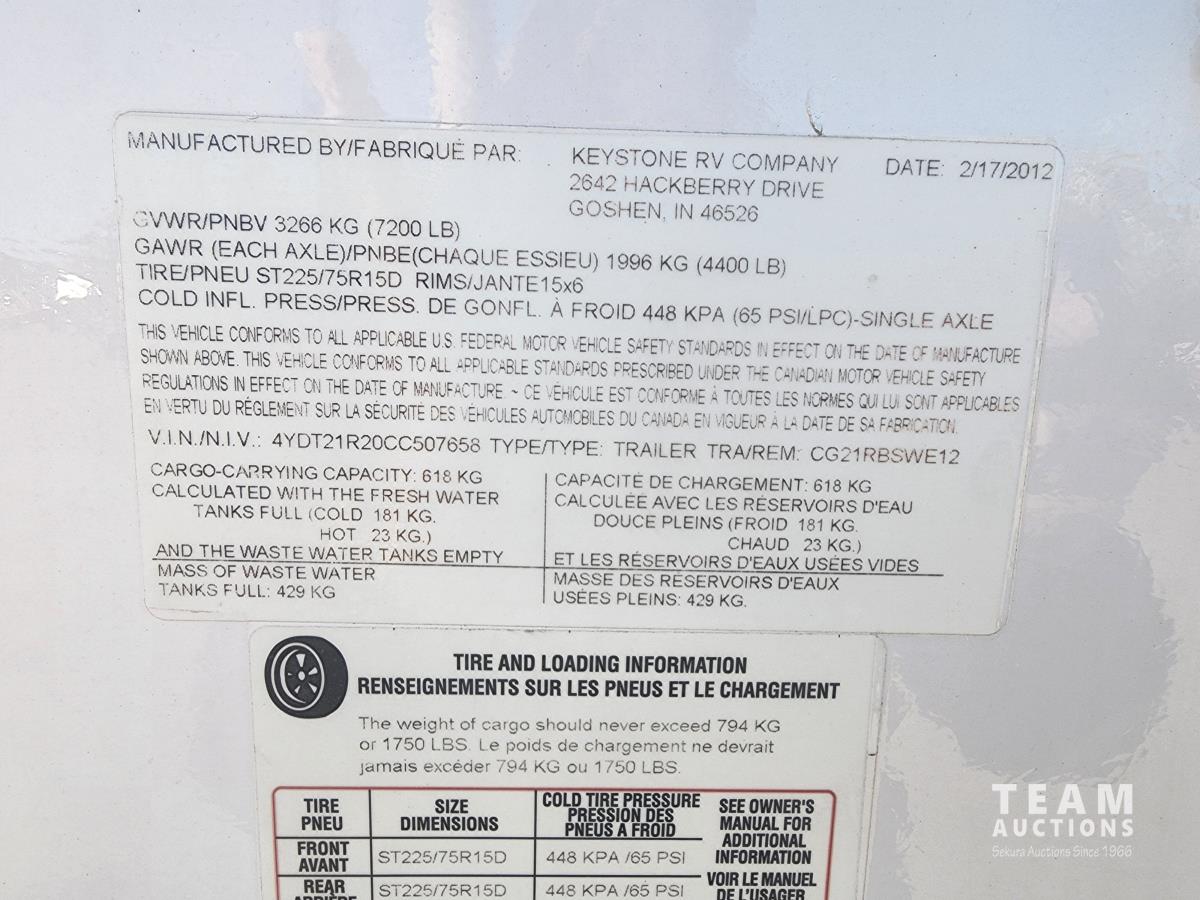 MANUFACTURED BY/FABRIQUÉ PAR: KEYSTONE RV COMPANY DATE: 2/17/2012
2642 HACKBERRY DRIVE
GOSHEN, IN 46526
GVWR/PNBV 3266 KG (7200 LB)
GAWR (EACH AXLE)/PNBE(CHAQUE ESSIEU) 1996 KG (4400 LB)
TIRE/PNEU ST225/75R15D RIMS/JANTE15x6
COLD INFL. PRESS/PRESS. DE GONFL. À FROID 448 KPA (65 PSI/LPC)-SINGLE AXLE
THIS VEHICLE CONFORMS TO ALL APPLICABLE U.S. FEDERAL MOTOR VEHICLE SAFETY STANDARDS IN EFFECT ON THE DATE OF MANUFACTURE
SHOWN ABOVE. THIS VEHICLE CONFORMS TO ALL APPLICABLE STANDARDS PRESCRIBED UNDER THE CANADIAN MOTOR VEHICLE SAFETY
REGULATIONS IN EFFECT ON THE DATE OF MANUFACTURE. ~ CE VÉHICULE EST CONFORME À TOUTES LES NORMES QUI LUI SONT APPLICABLES
EN VERTU DU RÉGLEMENT SUR LA SÉCURITÉ DES VÉHICULES AUTOMOBILES DU CANADA EN VIGUEUR À LA DATE DE SA FABRICATION.
V.I.N./N.I.V.: 4YDT21R20CC507658 TYPE/TYPE: TRAILER TRA/REM: CG21RBSWE12
CARGO-CARRYING CAPACITY: 618 KG
CALCULATED WITH THE FRESH WATER
TANKS FULL (COLD 181 KG.
HOT 23 KG.)
AND THE WASTE WATER TANKS EMPTY
MASS OF WASTE WATER
TANKS FULL: 429 KG
CAPACITÉ DE CHARGEMENT: 618 KG
CALCULÉE AVEC LES RÉSERVOIRS D'EAU
DOUCE PLEINS (FROID 181 KG.
CHAUD 23 KG.)
ET LES RÉSERVOIRS D'EAUX USÉES VIDES
MASSE DES RÉSERVOIRS D'EAUX
USÉES PLEINS: 429 KG.
TIRE AND LOADING INFORMATION
RENSEIGNEMENTS SUR LES PNEUS ET LE CHARGEMENT
The weight of cargo should never exceed 794 KG
or 1750 LBS. Le poids de chargement ne devrait
jamais excéder 794 KG ou 1750 LBS.
TIRE
PNEU
SIZE
DIMENSIONS
COLD TIRE PRESSURE
PRESSION DES
PNEUS A FROID
SEE OWNER'S
MANUAL FOR
ADDITIONAL
INFORMATION
FRONT
AVANT
ST225/75R15D
448 KPA /65 PSI
REAR
ARRIÈRE
ST225/75R15D
448 KPA /65 PSI
VOIR LE MANUEL
DE L'USAGER
TEAM
AUCTIONS
Sekura Auctions Since 1966